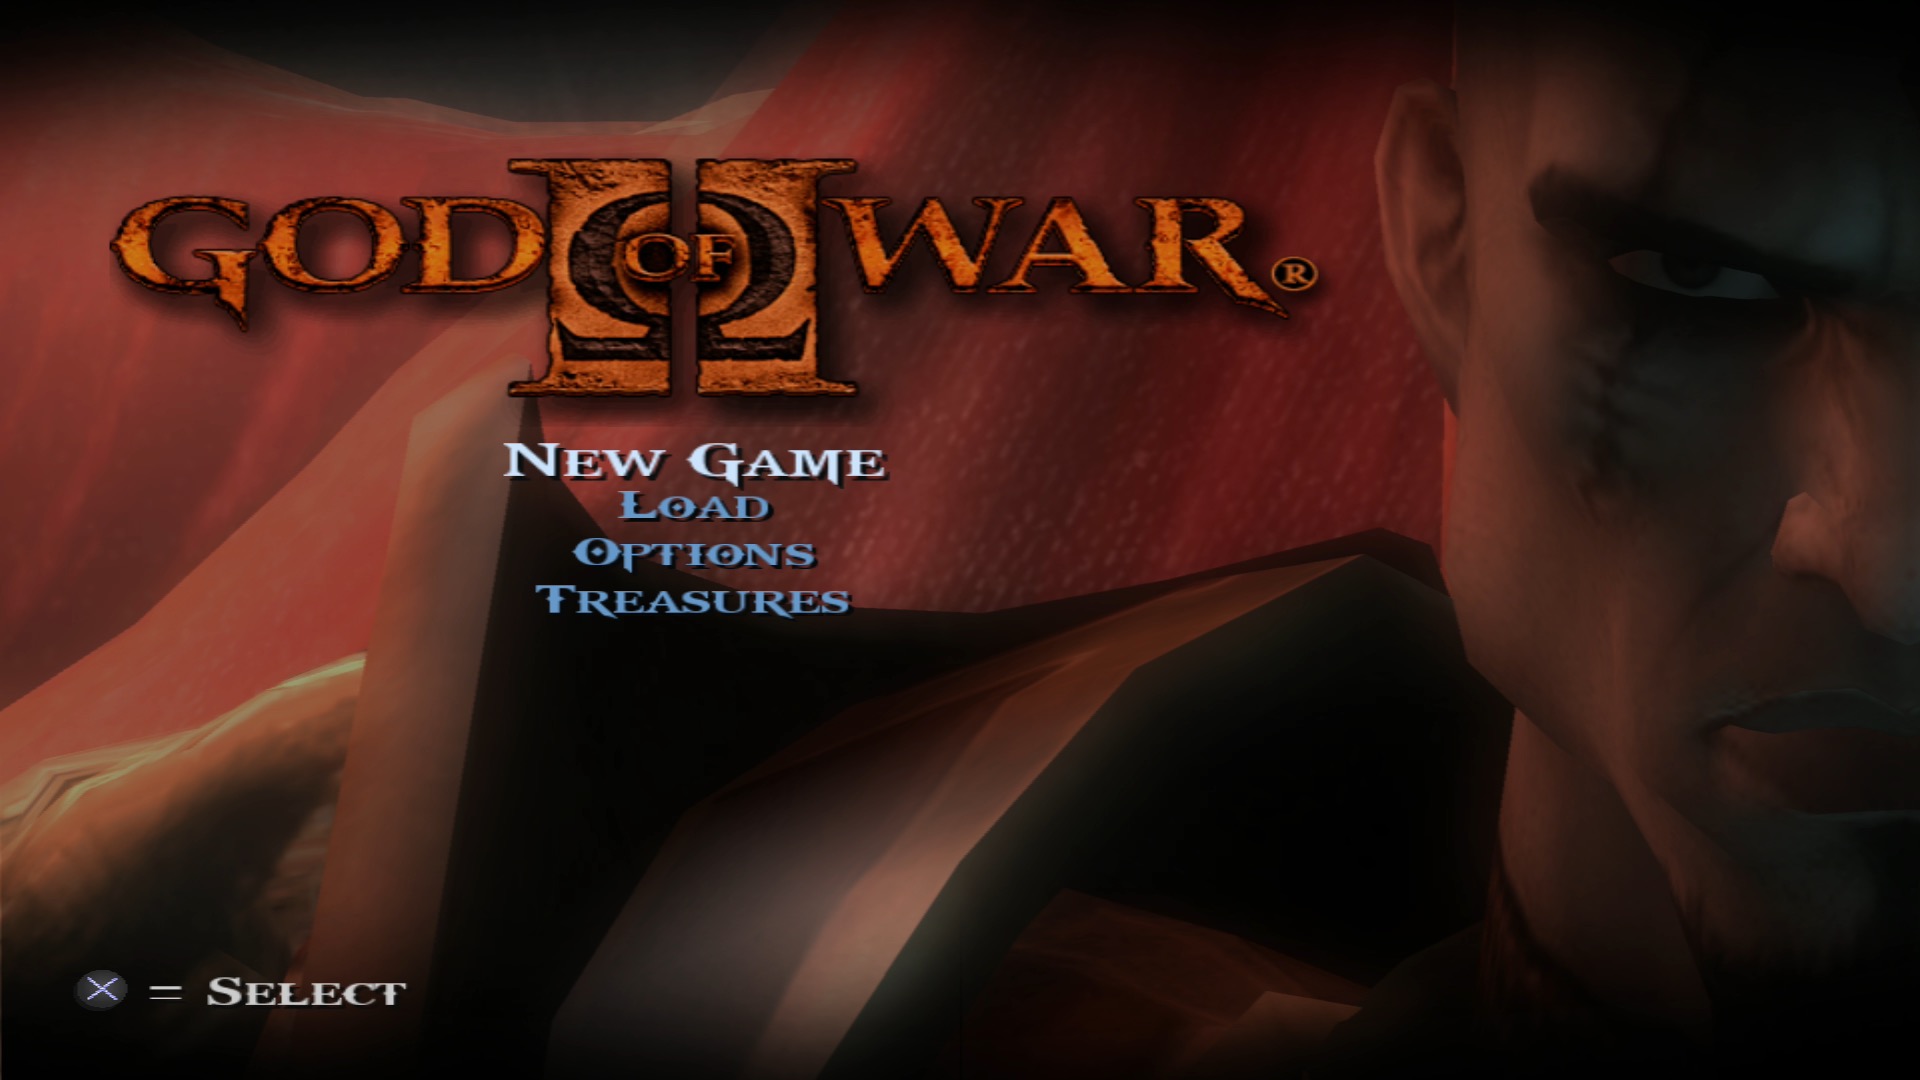 GOD OF WAR®
II
NEW GAME
LOAD
OPTIONS
TREASURES
= SELECT